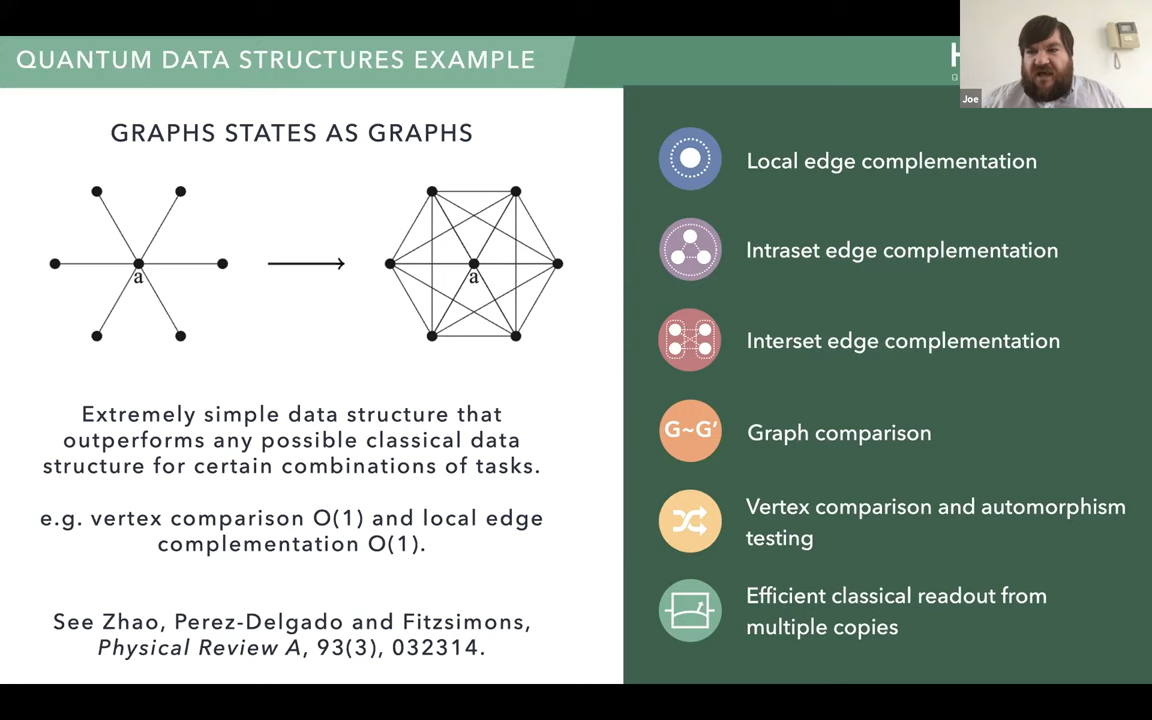 QUANTUM DATA STRUCTURES EXAMPLE
H
Joe
GRAPHS STATES AS GRAPHS
a
a
Extremely simple data structure that
outperforms any possible classical data
structure for certain combinations of tasks.
e.g. vertex comparison O(1) and local edge
complementation O(1).
See Zhao, Perez-Delgado and Fitzsimons,
Physical Review A, 93(3), 032314.
Local edge complementation
Intraset edge complementation
Interset edge complementation
G~G'
Graph comparison
Vertex comparison and automorphism
testing
Efficient classical readout from
multiple copies